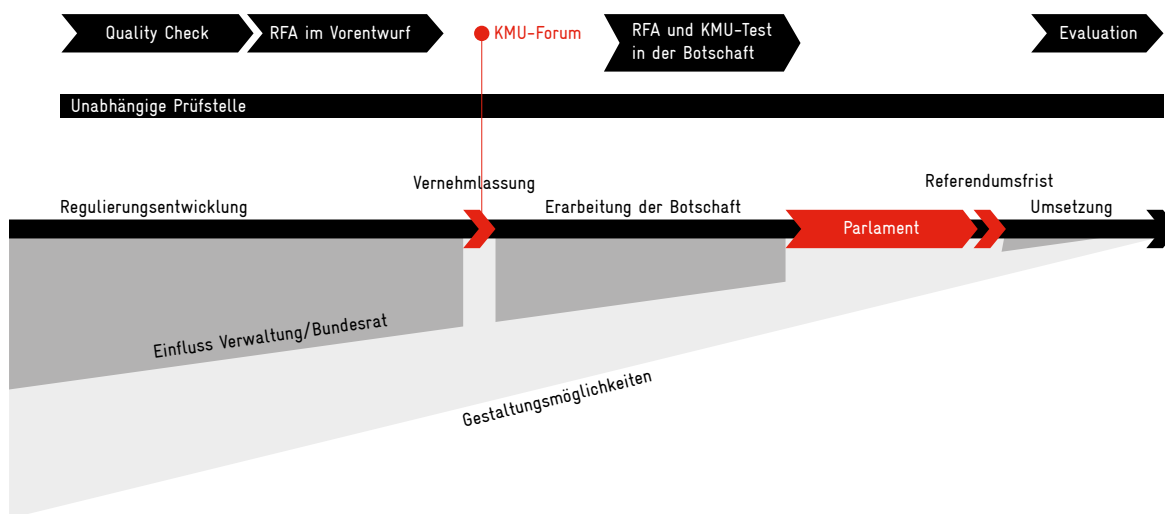 Quality Check
RFA im Vorentwurf
KMU-Forum
RFA und KMU-Test
in der Botschaft
Evaluation
Unabhängige Prüfstelle
Vernehmlassung
Referendumsfrist
Regulierungsentwicklung
Erarbeitung der Botschaft
Umsetzung
Parlament
Einfluss Verwaltung/Bundesrat
Gestaltungsmöglichkeiten